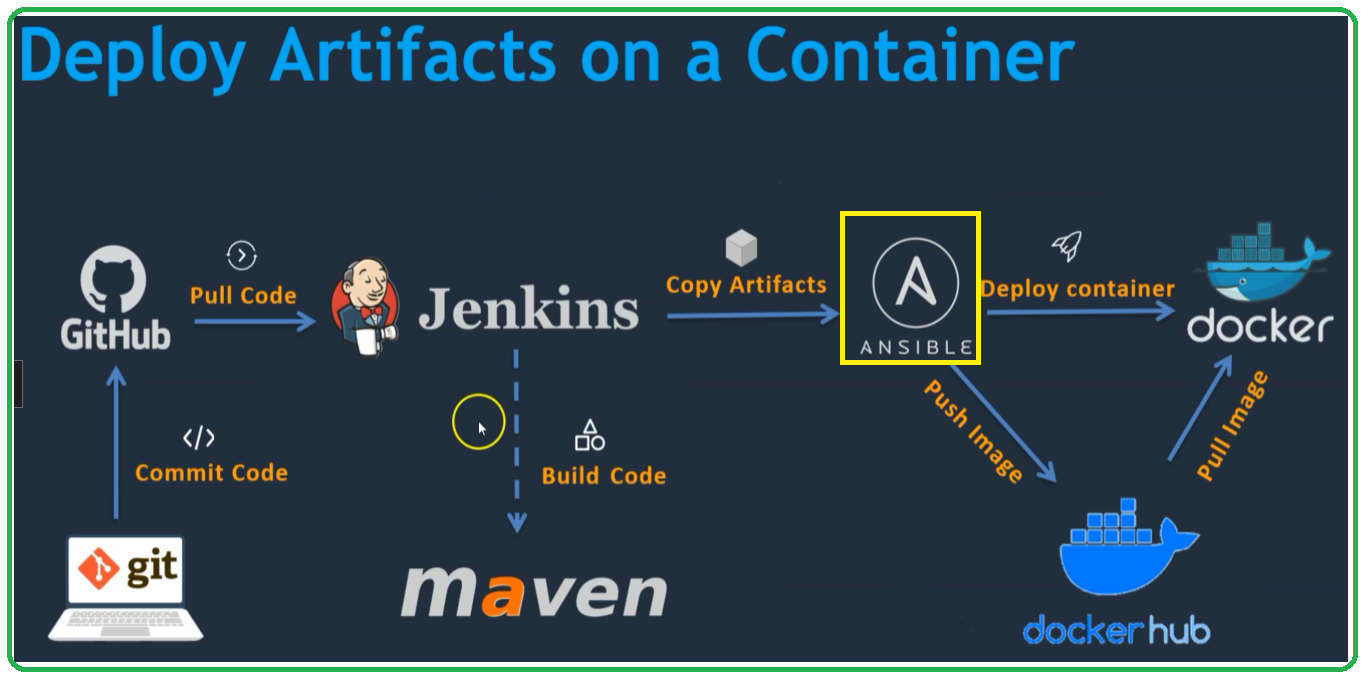 Deploy Artifacts on a Container
GitHub
Pull Code
Jenkins
Copy Artifacts
ANSIBLE
Deploy container
docker
Commit Code
Build Code
Push Image
Pull Image
git
maven
docker hub